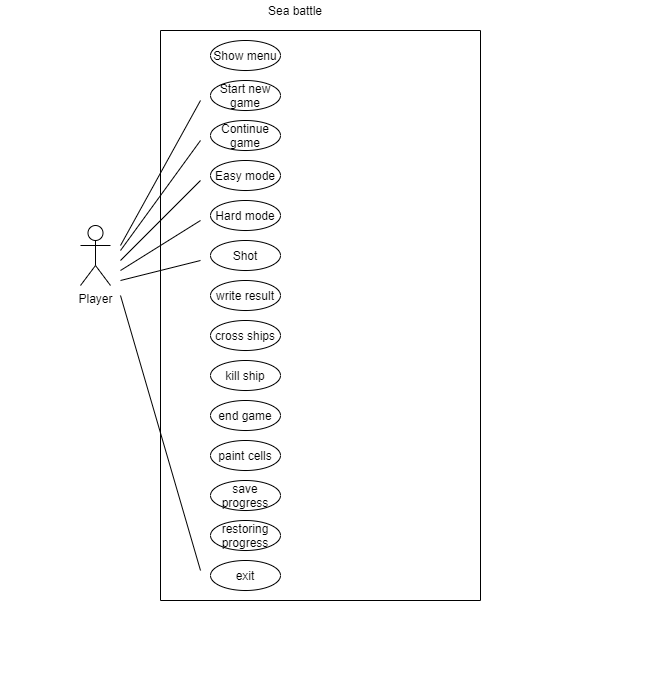 Sea battle
Show menu
Start new
game
Continue
game
Easy mode
Hard mode
Shot
Player
write result
cross ships
kill ship
end game
paint cells
save
progress
restoring
progress
exit